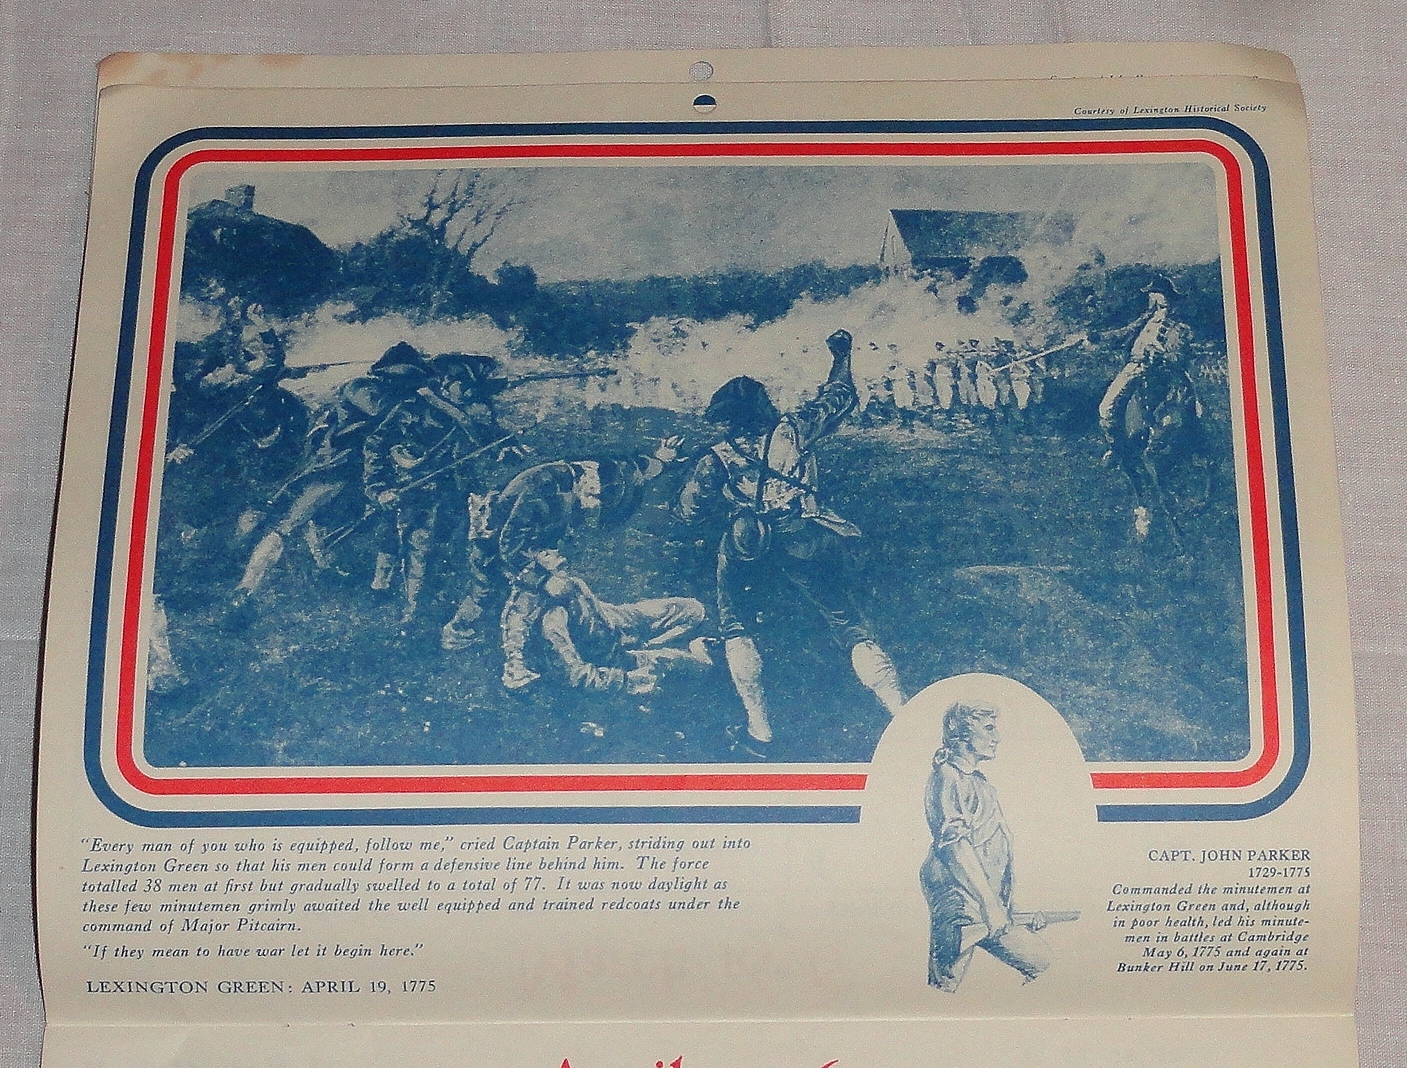 Courtesy of Lexington Historical Society
"Every man of you who is equipped, follow me," cried Captain Parker, striding out into
Lexington Green so that his men could form a defensive line behind him. The force
totalled 38 men at first but gradually swelled to a total of 77. It was now daylight as
these few minutemen grimly awaited the well equipped and trained redcoats under the
command of Major Pitcairn.
"If they mean to have war let it begin here."
LEXINGTON GREEN: APRIL 19, 1775
CAPT. JOHN PARKER
1729-1775
Commanded the minutemen at
Lexington Green and, although
in poor health, led his minute-
men in battles at Cambridge
May 6, 1775 and again at
Bunker Hill on June 17, 1775.